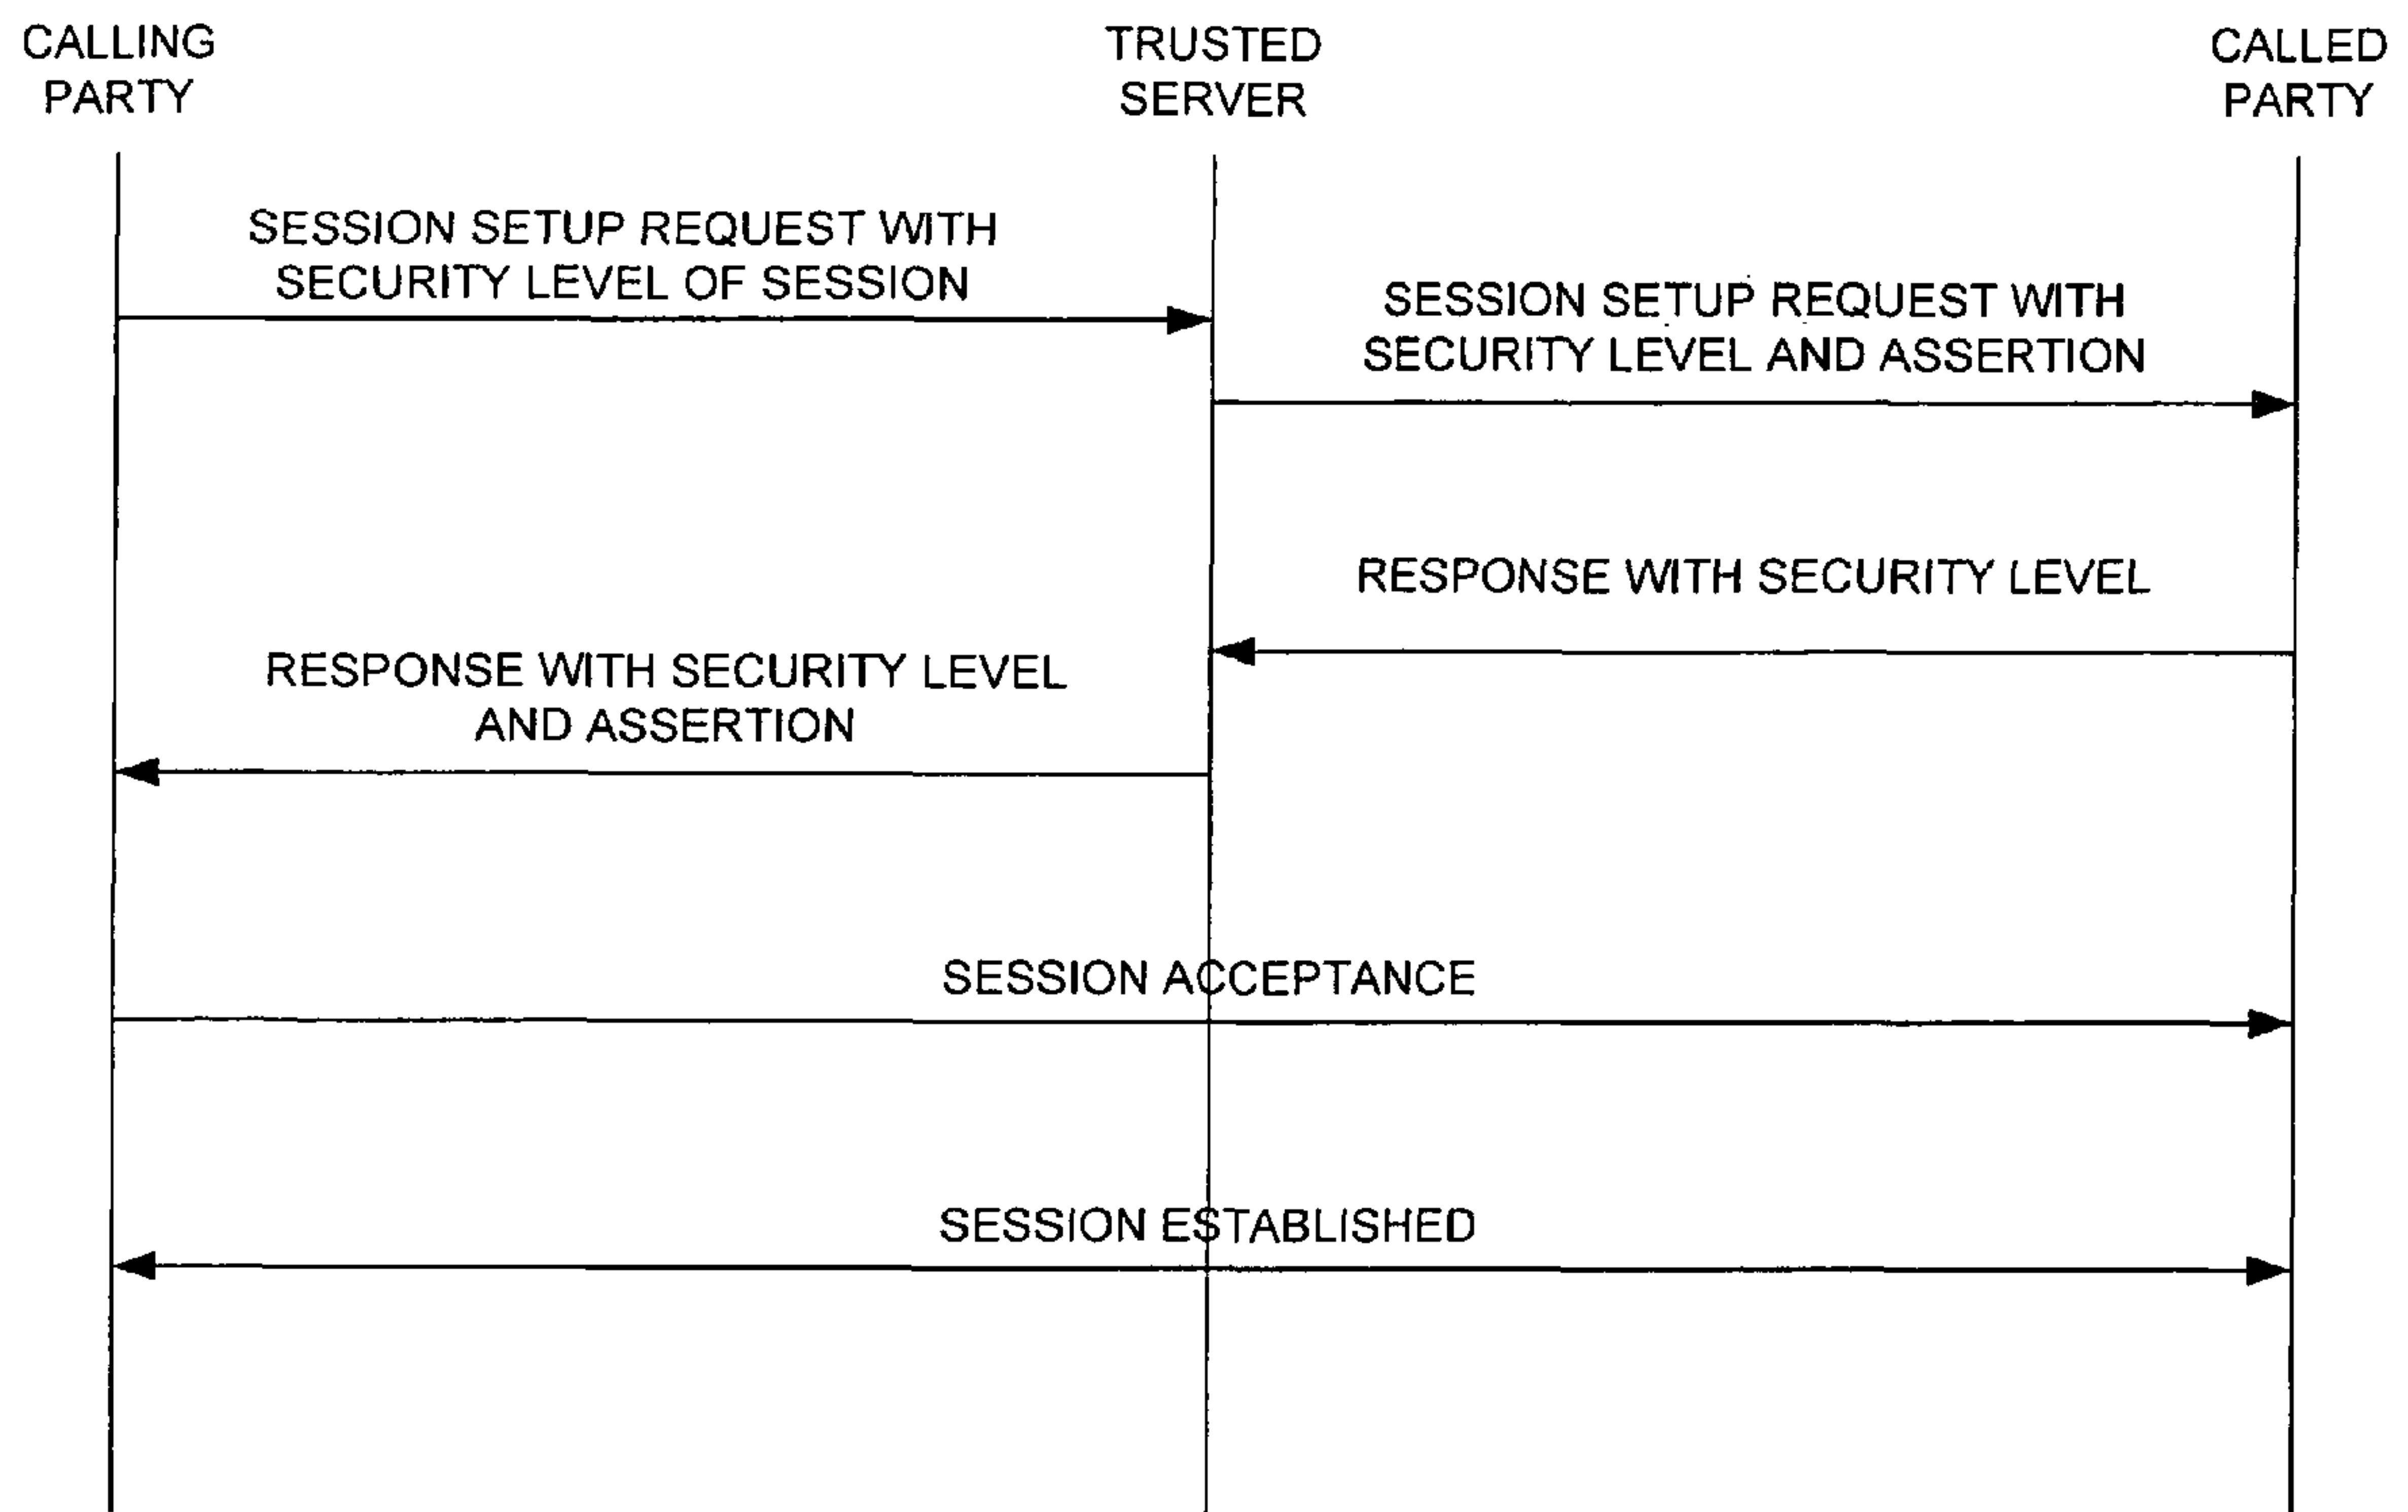 CALLING
PARTY
TRUSTED
SERVER
CALLED
PARTY
SESSION SETUP REQUEST WITH
SECURITY LEVEL OF SESSION
SESSION SETUP REQUEST WITH
SECURITY LEVEL AND ASSERTION
RESPONSE WITH SECURITY LEVEL
RESPONSE WITH SECURITY LEVEL
AND ASSERTION
SESSION ACCEPTANCE
SESSION ESTABLISHED